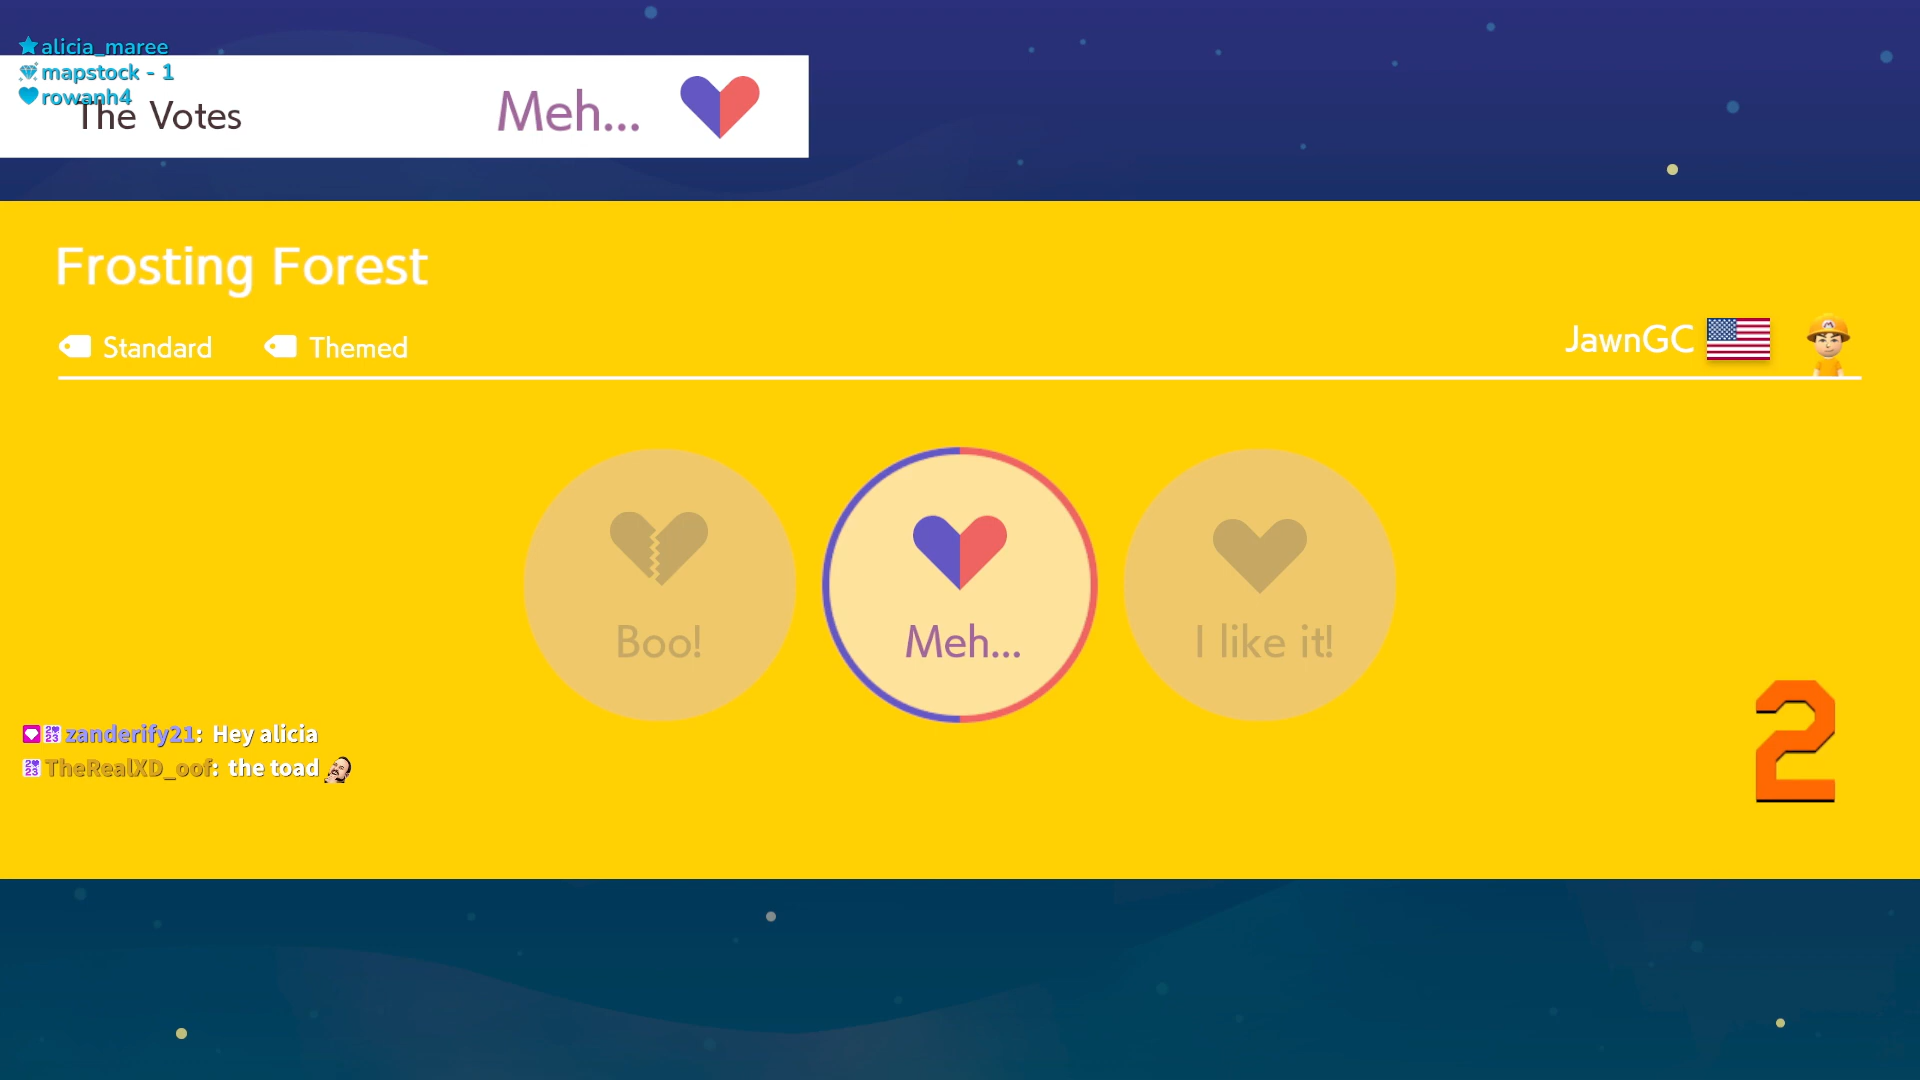 alicia_maree
mapstock - 1
rowanh4
The Votes
Meh...
Frosting Forest
Standard
Themed
JawnGC
Boo!
Meh...
I like it!
2
zanderify21: Hey alicia
TheRealXD_oof: the toad